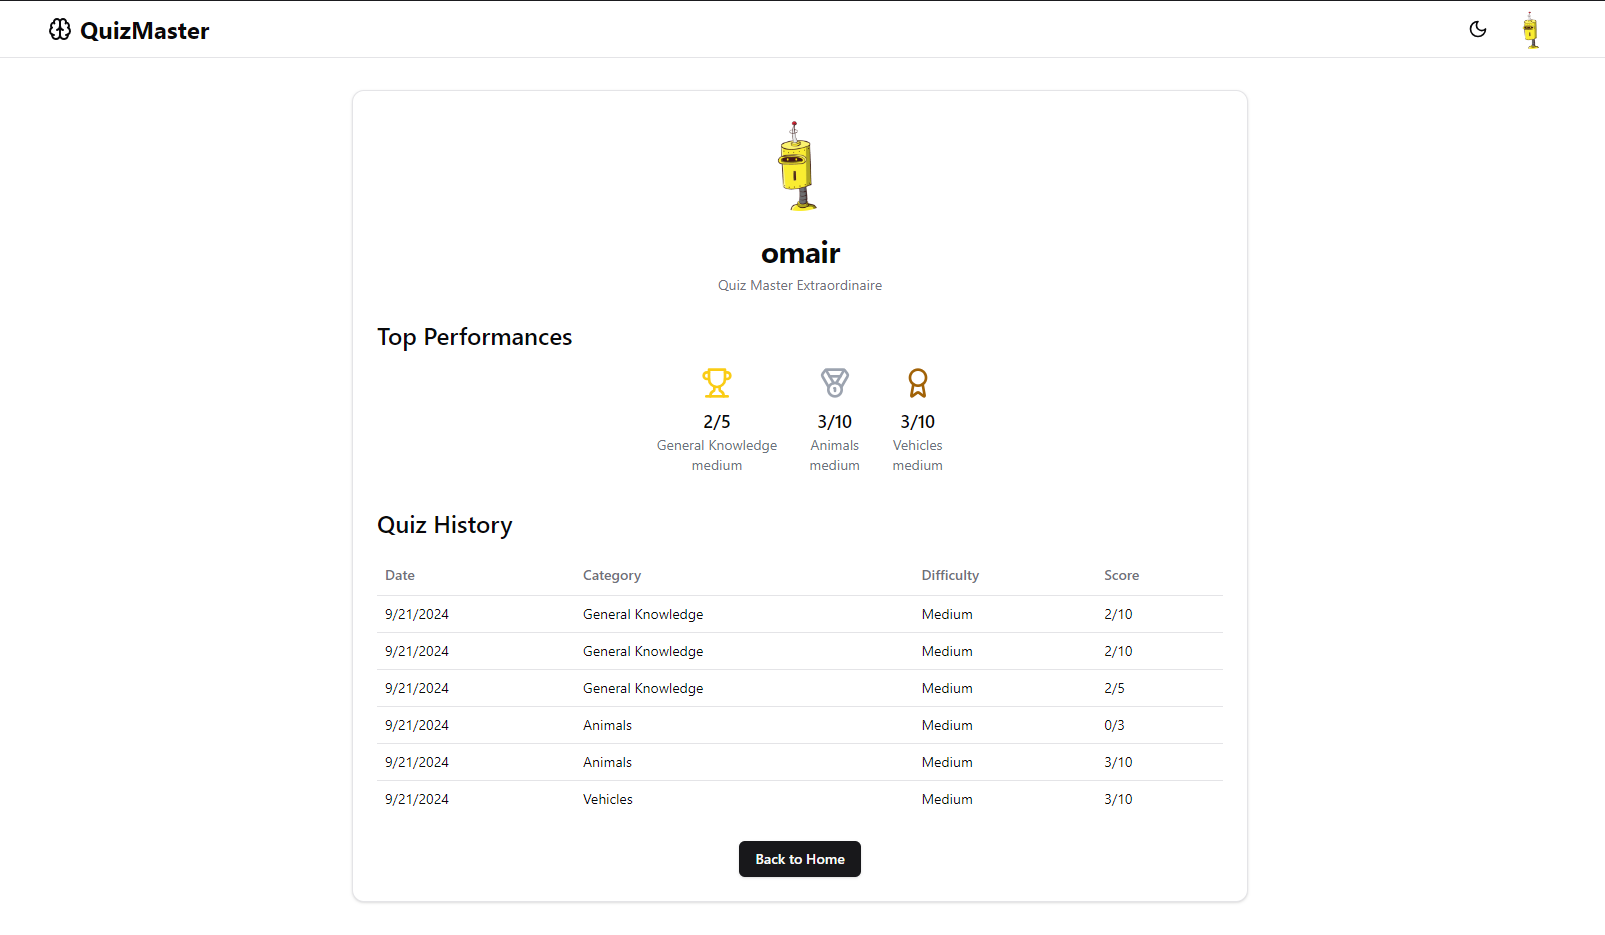 QuizMaster
omair
Quiz Master Extraordinaire
Top Performances
2/5 3/10 3/10
General Knowledge Animals Vehicles
medium medium medium
Quiz History
Date Category Difficulty Score
9/21/2024 General Knowledge Medium 2/10
9/21/2024 General Knowledge Medium 2/10
9/21/2024 General Knowledge Medium 2/5
9/21/2024 Animals Medium 0/3
9/21/2024 Animals Medium 3/10
9/21/2024 Vehicles Medium 3/10
Back to Home